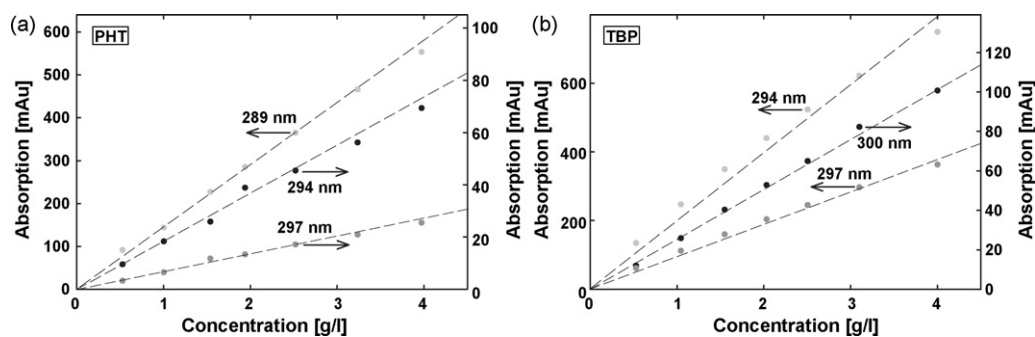 (a)
PHT
Absorption [mAu]
600
500
400
300
200
100
0
100
80
60
40
20
0
Absorption [mAu]
289 nm
294 nm
297 nm
0
1
2
3
4
Concentration [g/l]
(b)
TBP
Absorption [mAu]
600
400
200
0
120
100
80
60
40
20
0
Absorption [mAu]
294 nm
300 nm
297 nm
0
1
2
3
4
Concentration [g/l]